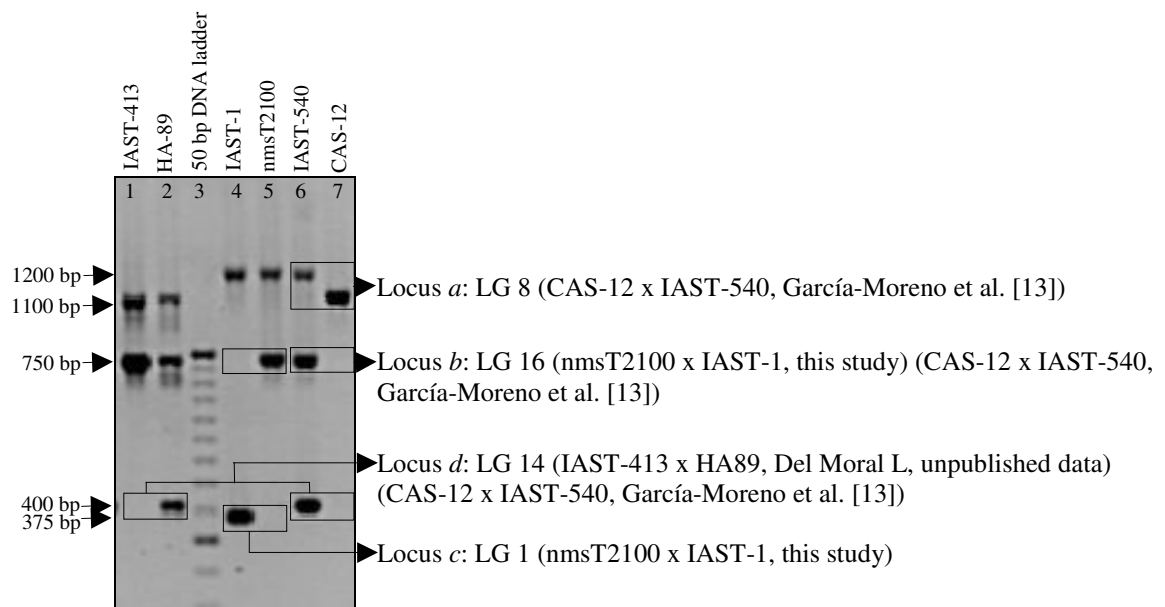 IAST-413
HA-89
50 bp DNA ladder
IAST-1
nmsT2100
IAST-540
CAS-12
1 2 3 4 5 6 7
1200 bp
1100 bp
750 bp
400 bp
375 bp
Locus a: LG 8 (CAS-12 x IAST-540, García-Moreno et al. [13])
Locus b: LG 16 (nmsT2100 x IAST-1, this study) (CAS-12 x IAST-540,
García-Moreno et al. [13])
Locus d: LG 14 (IAST-413 x HA89, Del Moral L, unpublished data)
(CAS-12 x IAST-540, García-Moreno et al. [13])
Locus c: LG 1 (nmsT2100 x IAST-1, this study)